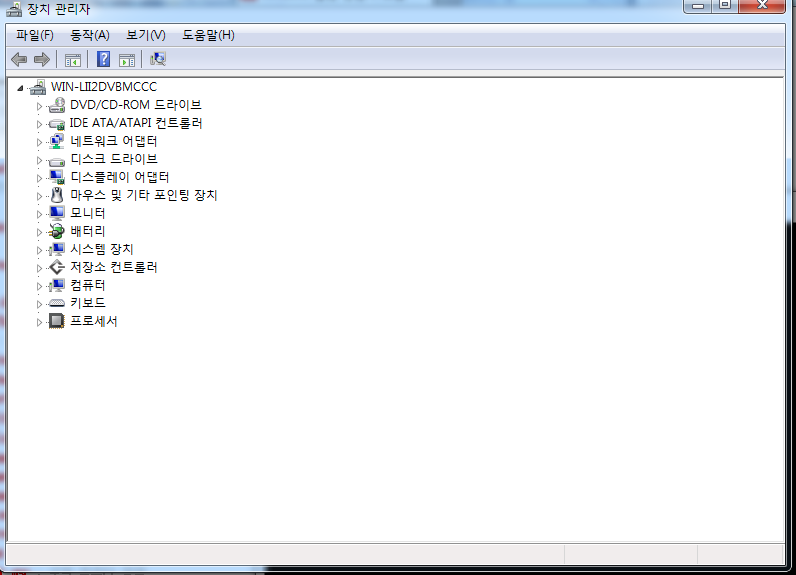 장치 관리자
파일(F) 동작(A) 보기(V) 도움말(H)
WIN-LII2DVBMCCC
DVD/CD-ROM 드라이브
IDE ATA/ATAPI 컨트롤러
네트워크 어댑터
디스크 드라이브
디스플레이 어댑터
마우스 및 기타 포인팅 장치
모니터
배터리
시스템 장치
저장소 컨트롤러
컴퓨터
키보드
프로세서